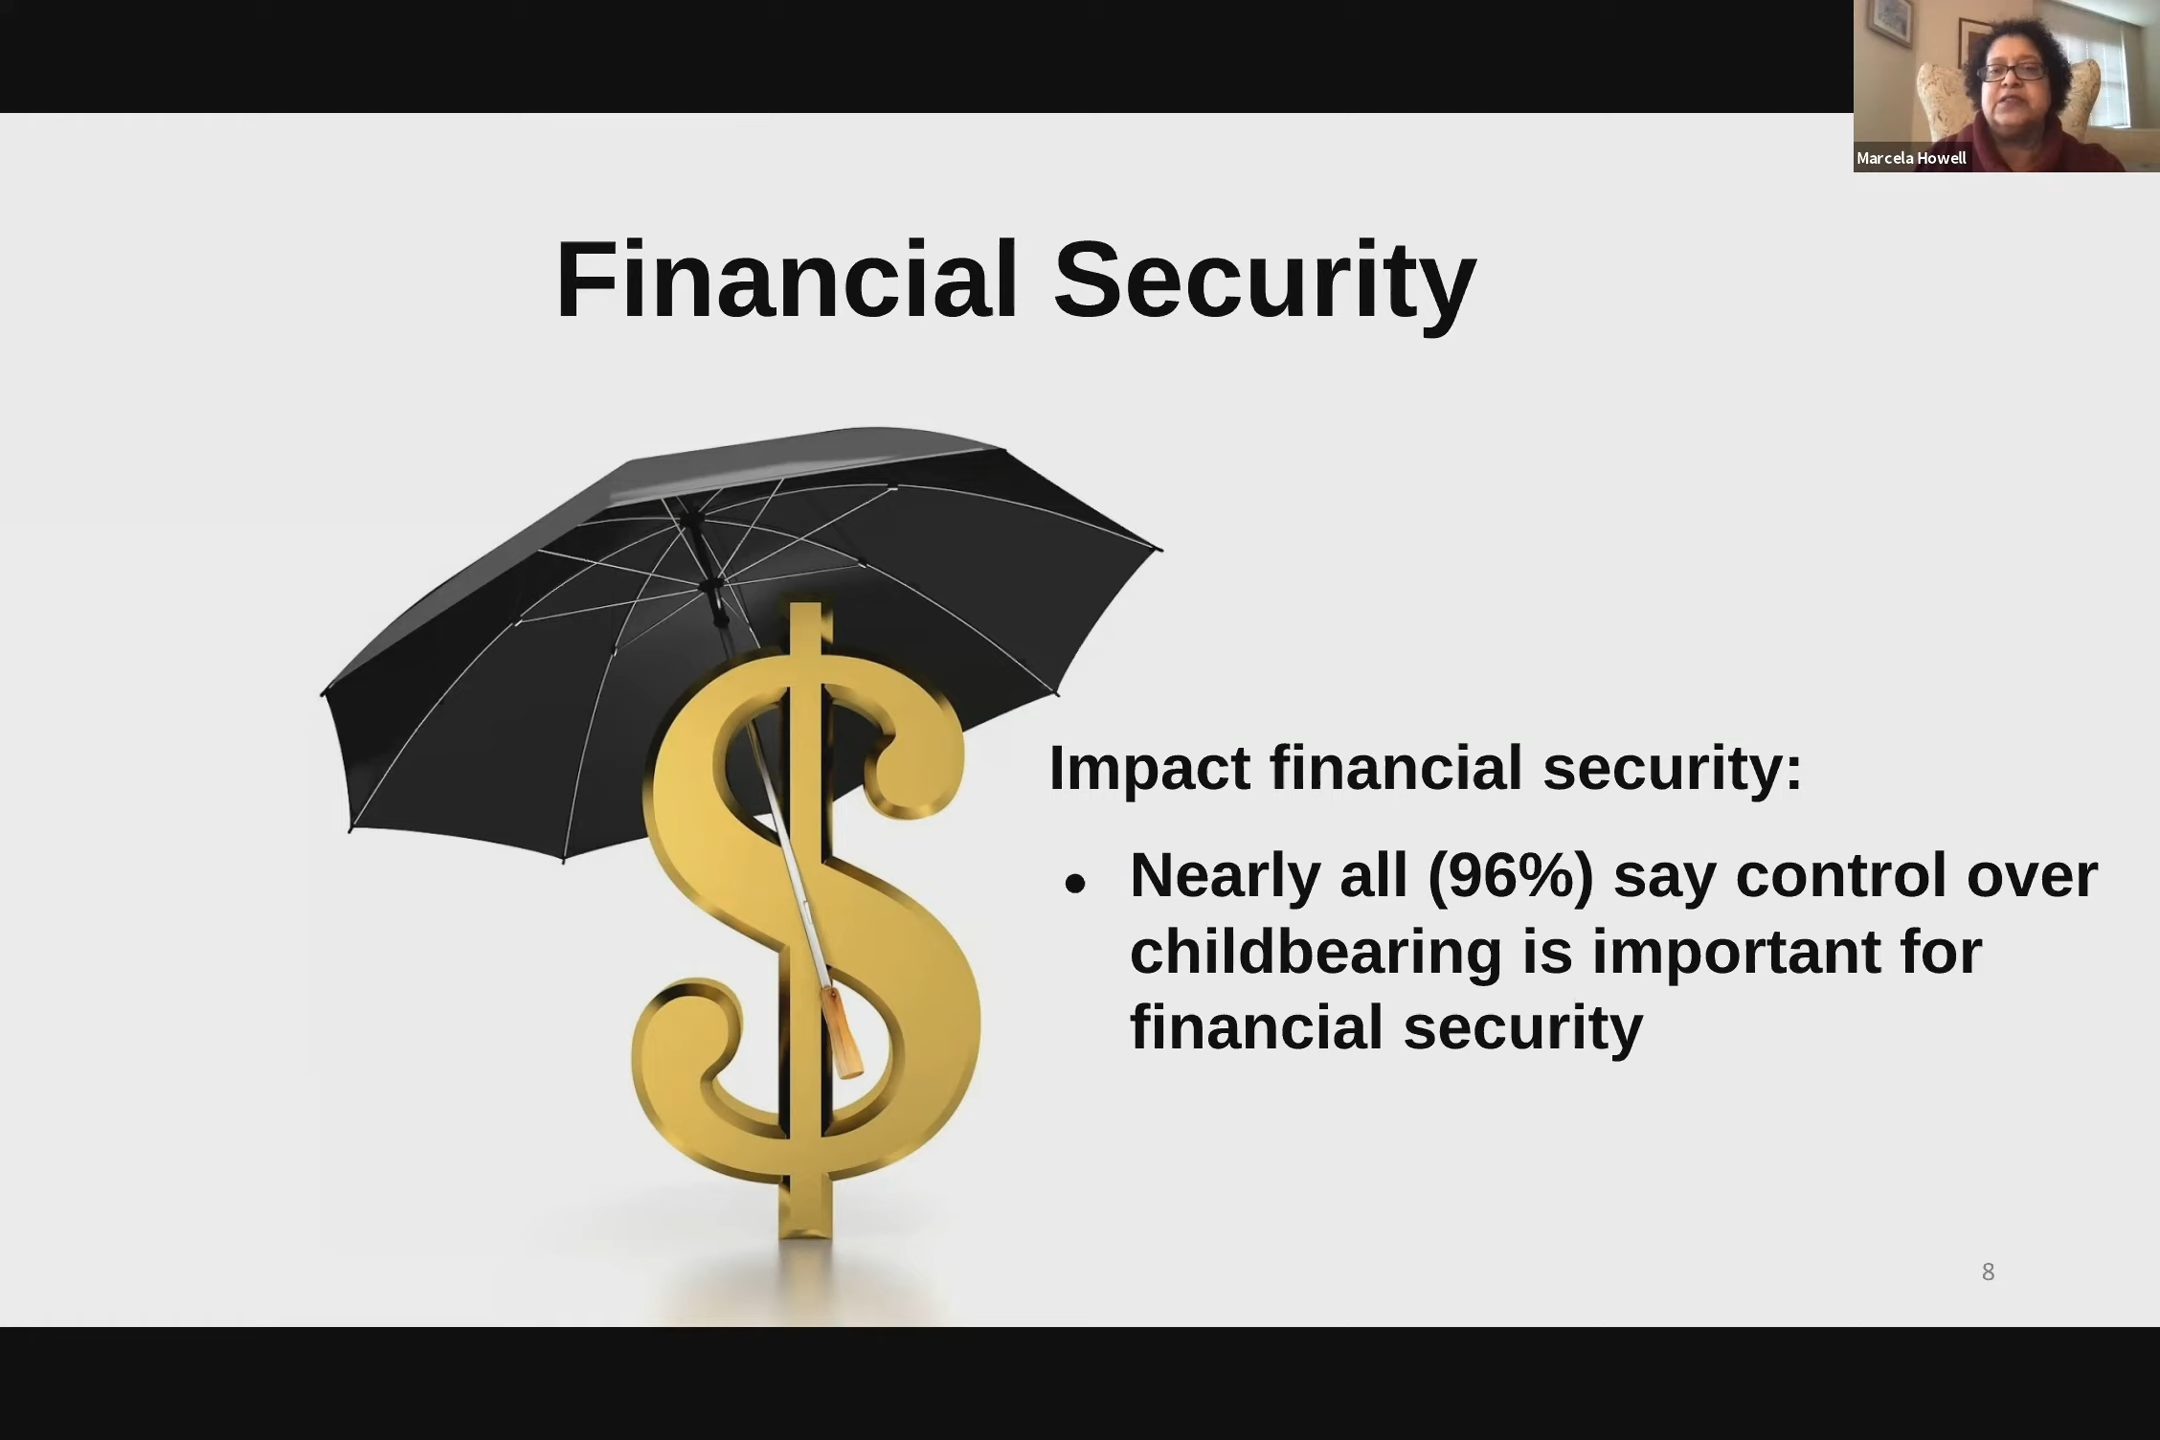 Marcela Howell
Financial Security
Impact financial security:
• Nearly all (96%) say control over
childbearing is important for
financial security
8